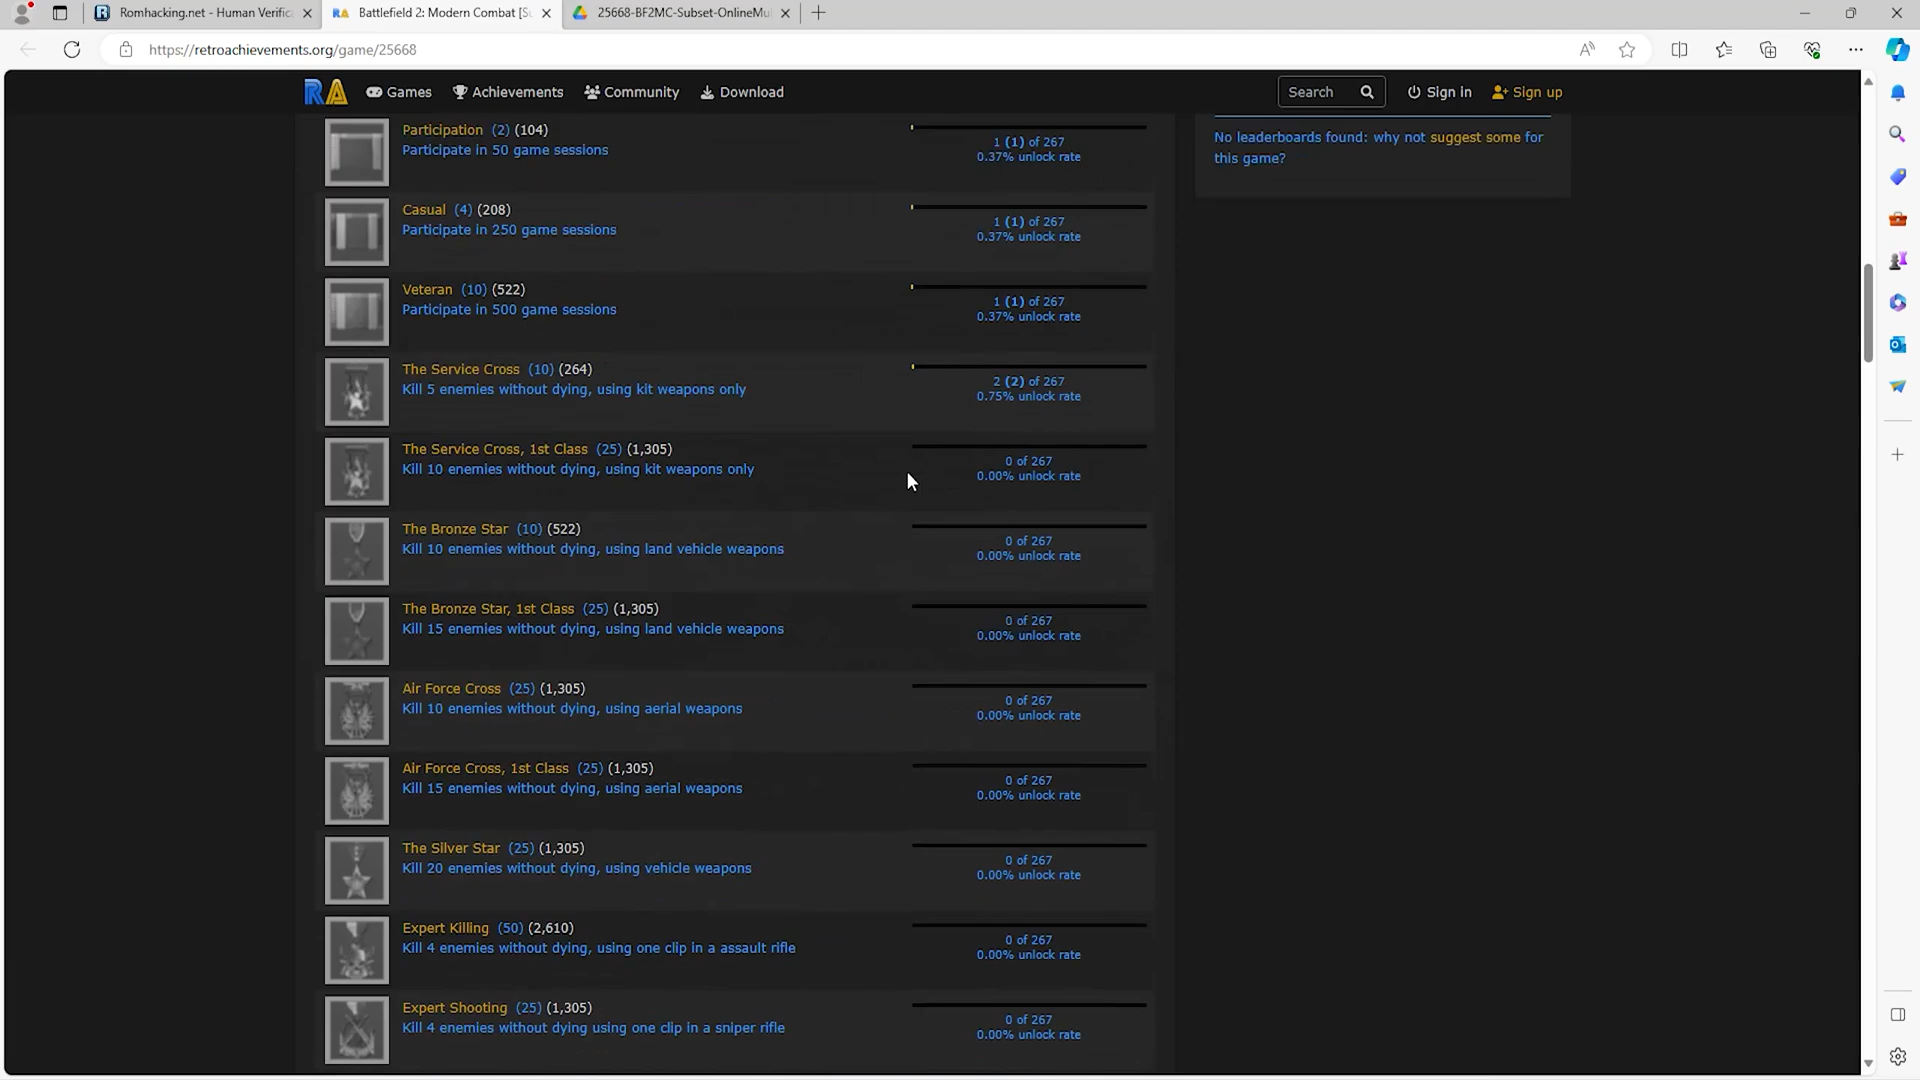 Romhacking.net - Human Verific
Battlefield 2: Modern Combat [S
25668-BF2MC-Subset-OnlineMu
https://retroachievements.org/game/25668
RA Games Achievements Community Download Search Sign in Sign up
Participation (2) (104)
Participate in 50 game sessions
1 (1) of 267
0.37% unlock rate
No leaderboards found: why not suggest some for
this game?
Casual (4) (208)
Participate in 250 game sessions
1 (1) of 267
0.37% unlock rate
Veteran (10) (522)
Participate in 500 game sessions
1 (1) of 267
0.37% unlock rate
The Service Cross (10) (264)
Kill 5 enemies without dying, using kit weapons only
2 (2) of 267
0.75% unlock rate
The Service Cross, 1st Class (25) (1,305)
Kill 10 enemies without dying, using kit weapons only
0 of 267
0.00% unlock rate
The Bronze Star (10) (522)
Kill 10 enemies without dying, using land vehicle weapons
0 of 267
0.00% unlock rate
The Bronze Star, 1st Class (25) (1,305)
Kill 15 enemies without dying, using land vehicle weapons
0 of 267
0.00% unlock rate
Air Force Cross (25) (1,305)
Kill 10 enemies without dying, using aerial weapons
0 of 267
0.00% unlock rate
Air Force Cross, 1st Class (25) (1,305)
Kill 15 enemies without dying, using aerial weapons
0 of 267
0.00% unlock rate
The Silver Star (25) (1,305)
Kill 20 enemies without dying, using vehicle weapons
0 of 267
0.00% unlock rate
Expert Killing (50) (2,610)
Kill 4 enemies without dying, using one clip in a assault rifle
0 of 267
0.00% unlock rate
Expert Shooting (25) (1,305)
Kill 4 enemies without dying using one clip in a sniper rifle
0 of 267
0.00% unlock rate